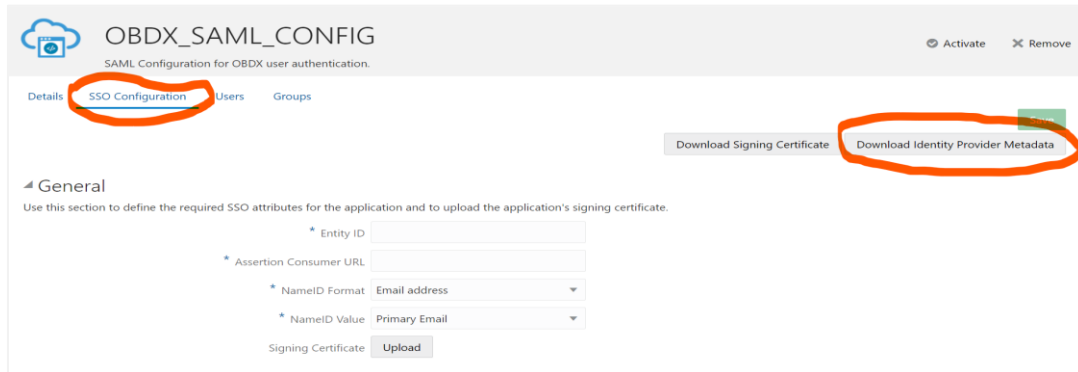 OBDX_SAML_CONFIG
SAML Configuration for OBDX user authentication.
Activate Remove
Details SSO Configuration Users Groups
Save
Download Signing Certificate Download Identity Provider Metadata
General
Use this section to define the required SSO attributes for the application and to upload the application's signing certificate.
* Entity ID
* Assertion Consumer URL
* NameID Format Email address
* NameID Value Primary Email
Signing Certificate Upload